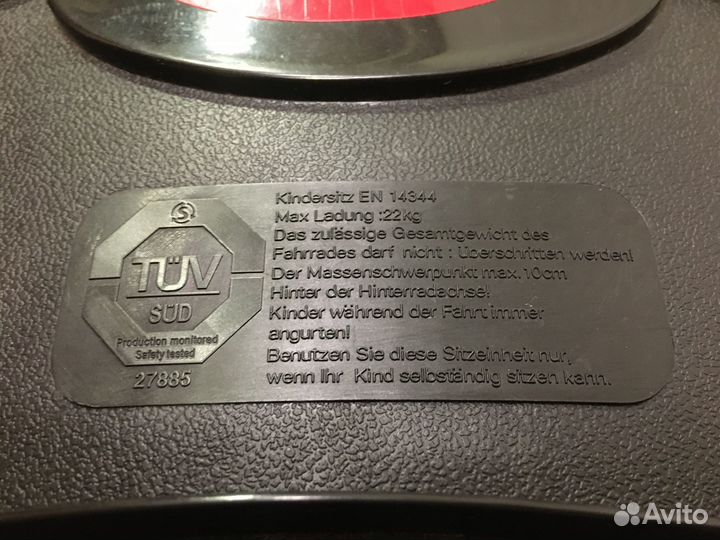 S
TÜV
SÜD
Production monitored
Safety tested
27885
Kindersitz EN 14344
Max Ladung :22kg
Das zulässige Gesamtgewicht des
Fahrrades darf nicht : überschritten werden!
Der Massenschwerpunkt max.10cm
Hinter der Hinterradachse!
Kinder während der Fahrt immer
angurten!
Benutzen Sie diese Sitzeinheit nur,
wenn Ihr Kind selbständig sitzen kann.
Avito